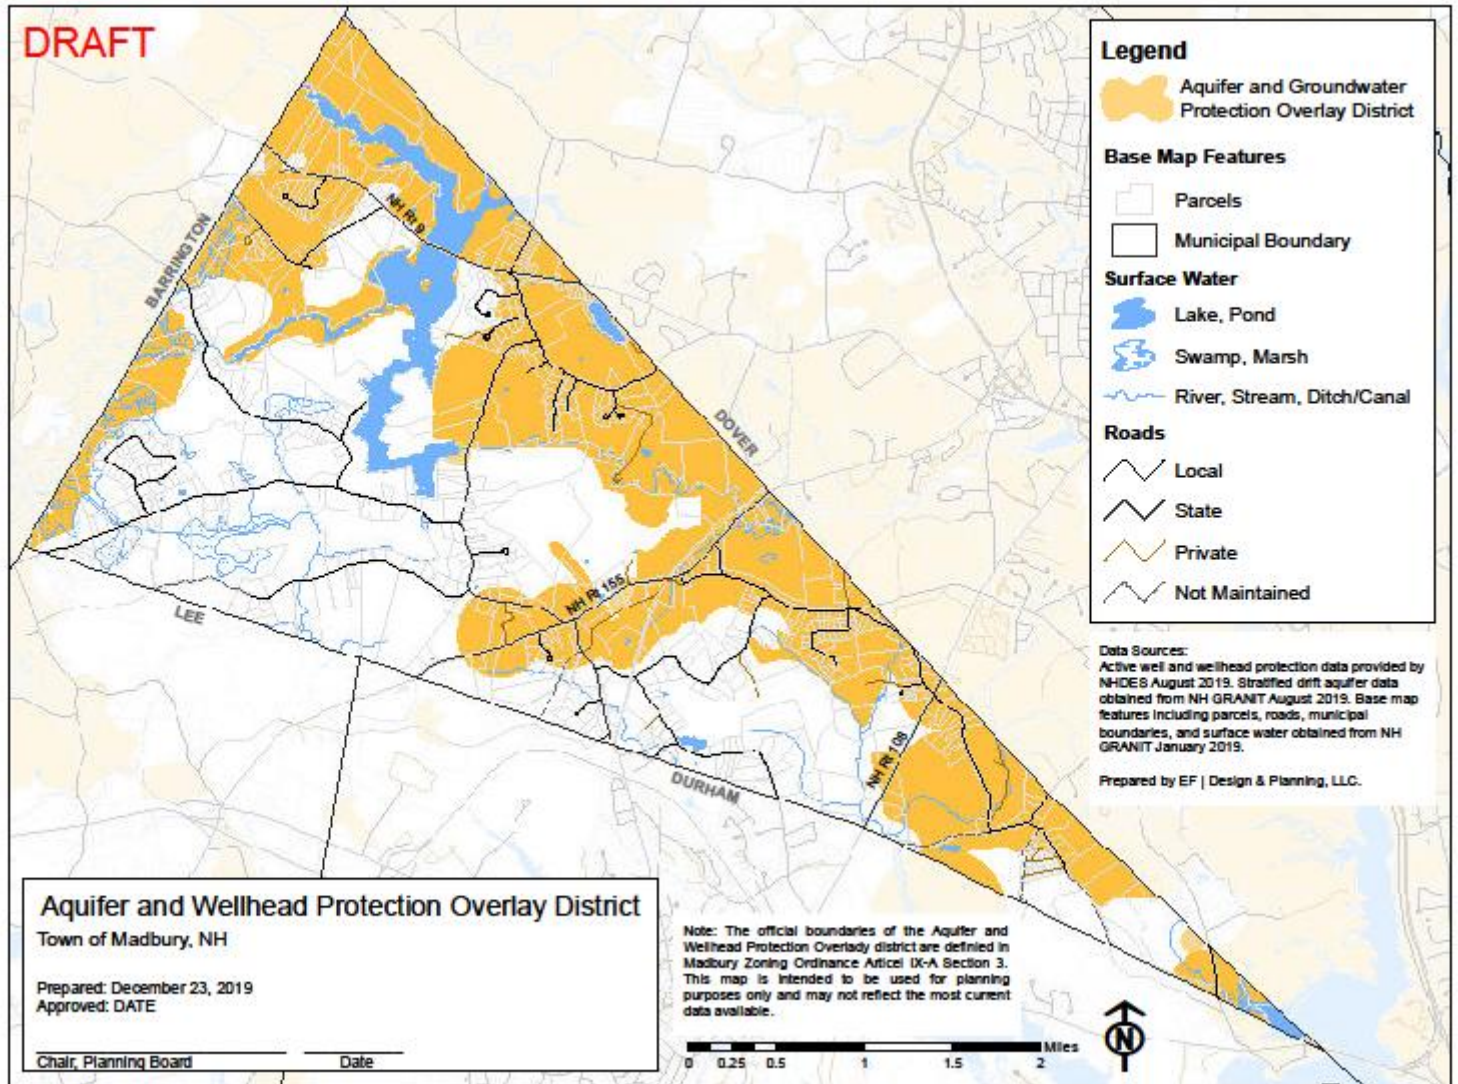 DRAFT
Legend
Aquifer and Groundwater
Protection Overlay District
Base Map Features
Parcels
Municipal Boundary
Surface Water
Lake, Pond
Swamp, Marsh
River, Stream, Ditch/Canal
Roads
Local
State
Private
Not Maintained
NH Rt 9
BARRINGTON
DOVER
NH Rt 155
LEE
NH Rt 108
DURHAM
Data Sources:
Active well and wellhead protection data provided by
NHDES August 2019. Stratified drift aquifer data
obtained from NH GRANIT August 2019. Base map
features including parcels, roads, municipal
boundaries, and surface water obtained from NH
GRANIT January 2019.
Prepared by EF | Design & Planning, LLC.
Aquifer and Wellhead Protection Overlay District
Town of Madbury, NH
Prepared: December 23, 2019
Approved: DATE
Chair, Planning Board Date
Note: The official boundaries of the Aquifer and
Wellhead Protection Overlady district are definied in
Madbury Zoning Ordinance Articel IX-A Section 3.
This map is intended to be used for planning
purposes only and may not reflect the most current
data available.
0 0.25 0.5 1 1.5 2 Miles
N